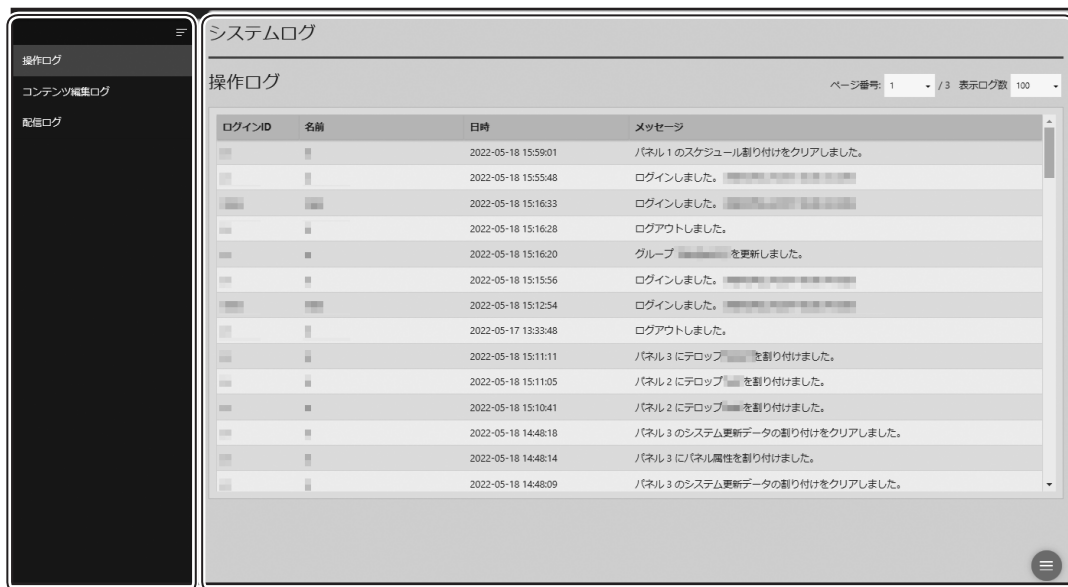 操作ログ
コンテンツ編集ログ
配信ログ
システムログ
操作ログ
ページ番号: 1 / 3 表示ログ数 100
ログインID 名前 日時 メッセージ
2022-05-18 15:59:01 パネル 1 のスケジュール割り付けをクリアしました。
2022-05-18 15:55:48 ログインしました。
2022-05-18 15:16:33 ログインしました。
2022-05-18 15:16:28 ログアウトしました。
2022-05-18 15:16:20 グループ を更新しました。
2022-05-18 15:15:56 ログインしました。
2022-05-18 15:12:54 ログインしました。
2022-05-17 13:33:48 ログアウトしました。
2022-05-18 15:11:11 パネル 3 にテロップ を割り付けました。
2022-05-18 15:11:05 パネル 2 にテロップ を割り付けました。
2022-05-18 15:10:41 パネル 2 にテロップ を割り付けました。
2022-05-18 14:48:18 パネル 3 のシステム更新データの割り付けをクリアしました。
2022-05-18 14:48:14 パネル 3 にパネル属性を割り付けました。
2022-05-18 14:48:09 パネル 3 のシステム更新データの割り付けをクリアしました。